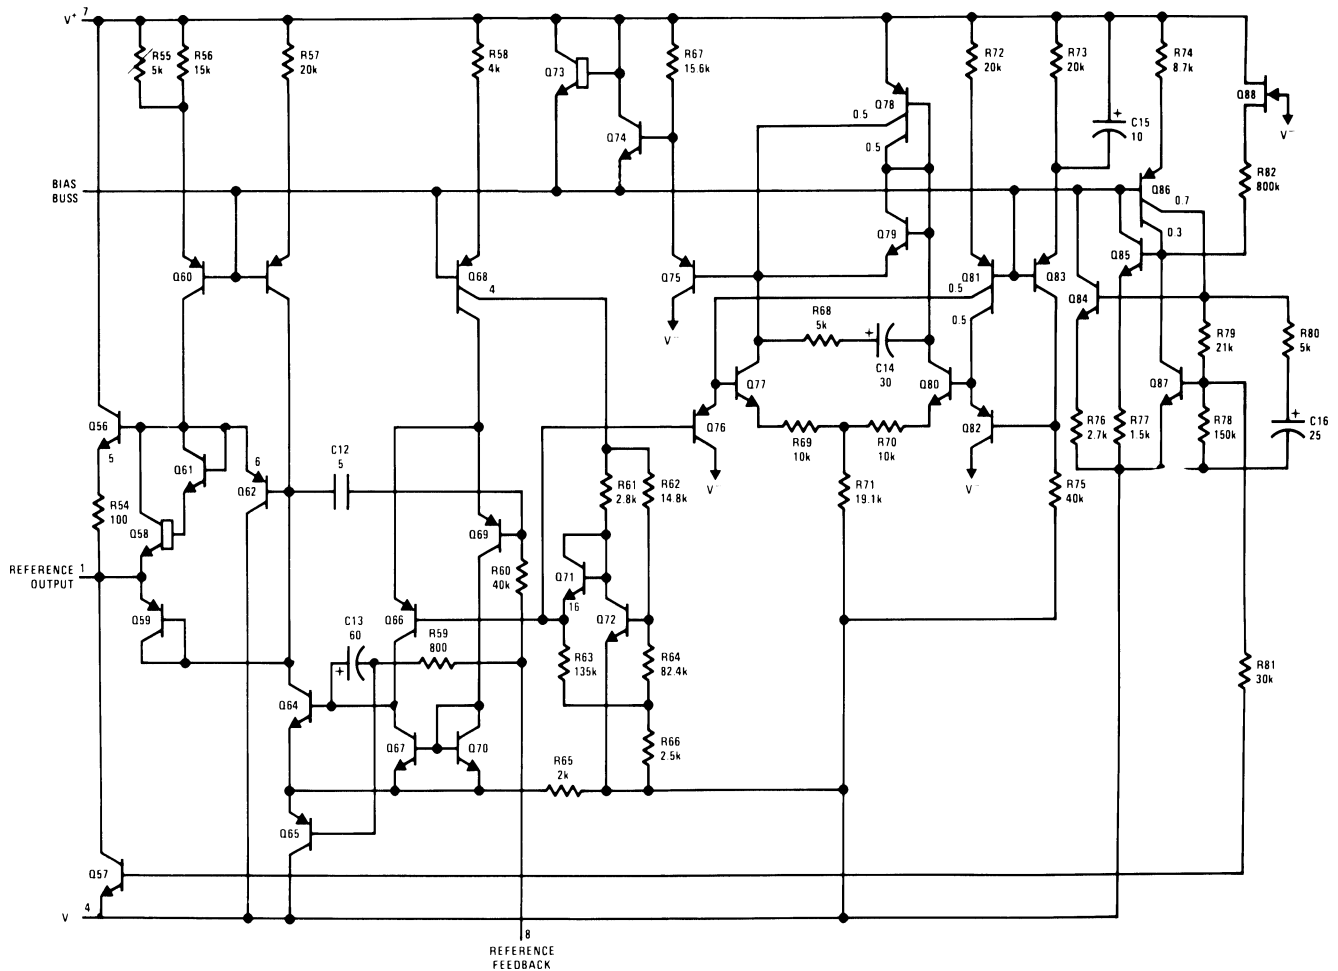 V+ 7
R55
5k
R56
15k
R57
20k
R58
4k
Q73
R67
15.6k
Q74
Q78
0.5
0.5
R72
20k
R73
20k
C15
10
R74
8.7k
Q88
V-
BIAS
BUSS
Q86
0.7
0.3
R82
800k
Q60
Q68
4
Q75
V-
Q79
Q81
0.5
0.5
Q83
Q85
Q84
R68
5k
C14
30
R79
21k
R80
5k
Q77
Q80
Q87
Q56
5
Q61
6
Q62
C12
5
Q76
V-
R69
10k
R70
10k
Q82
V-
R76
2.7k
R77
1.5k
R78
150k
C16
25
R54
100
Q58
R61
2.8k
R62
14.8k
R71
19.1k
R75
40k
Q69
REFERENCE 1
OUTPUT
R60
40k
Q71
16
Q59
Q66
Q72
C13
60
R59
800
R63
135k
R64
82.4k
R81
30k
Q64
Q67
Q70
R66
2.5k
R65
2k
Q65
Q57
V 4
8
REFERENCE
FEEDBACK